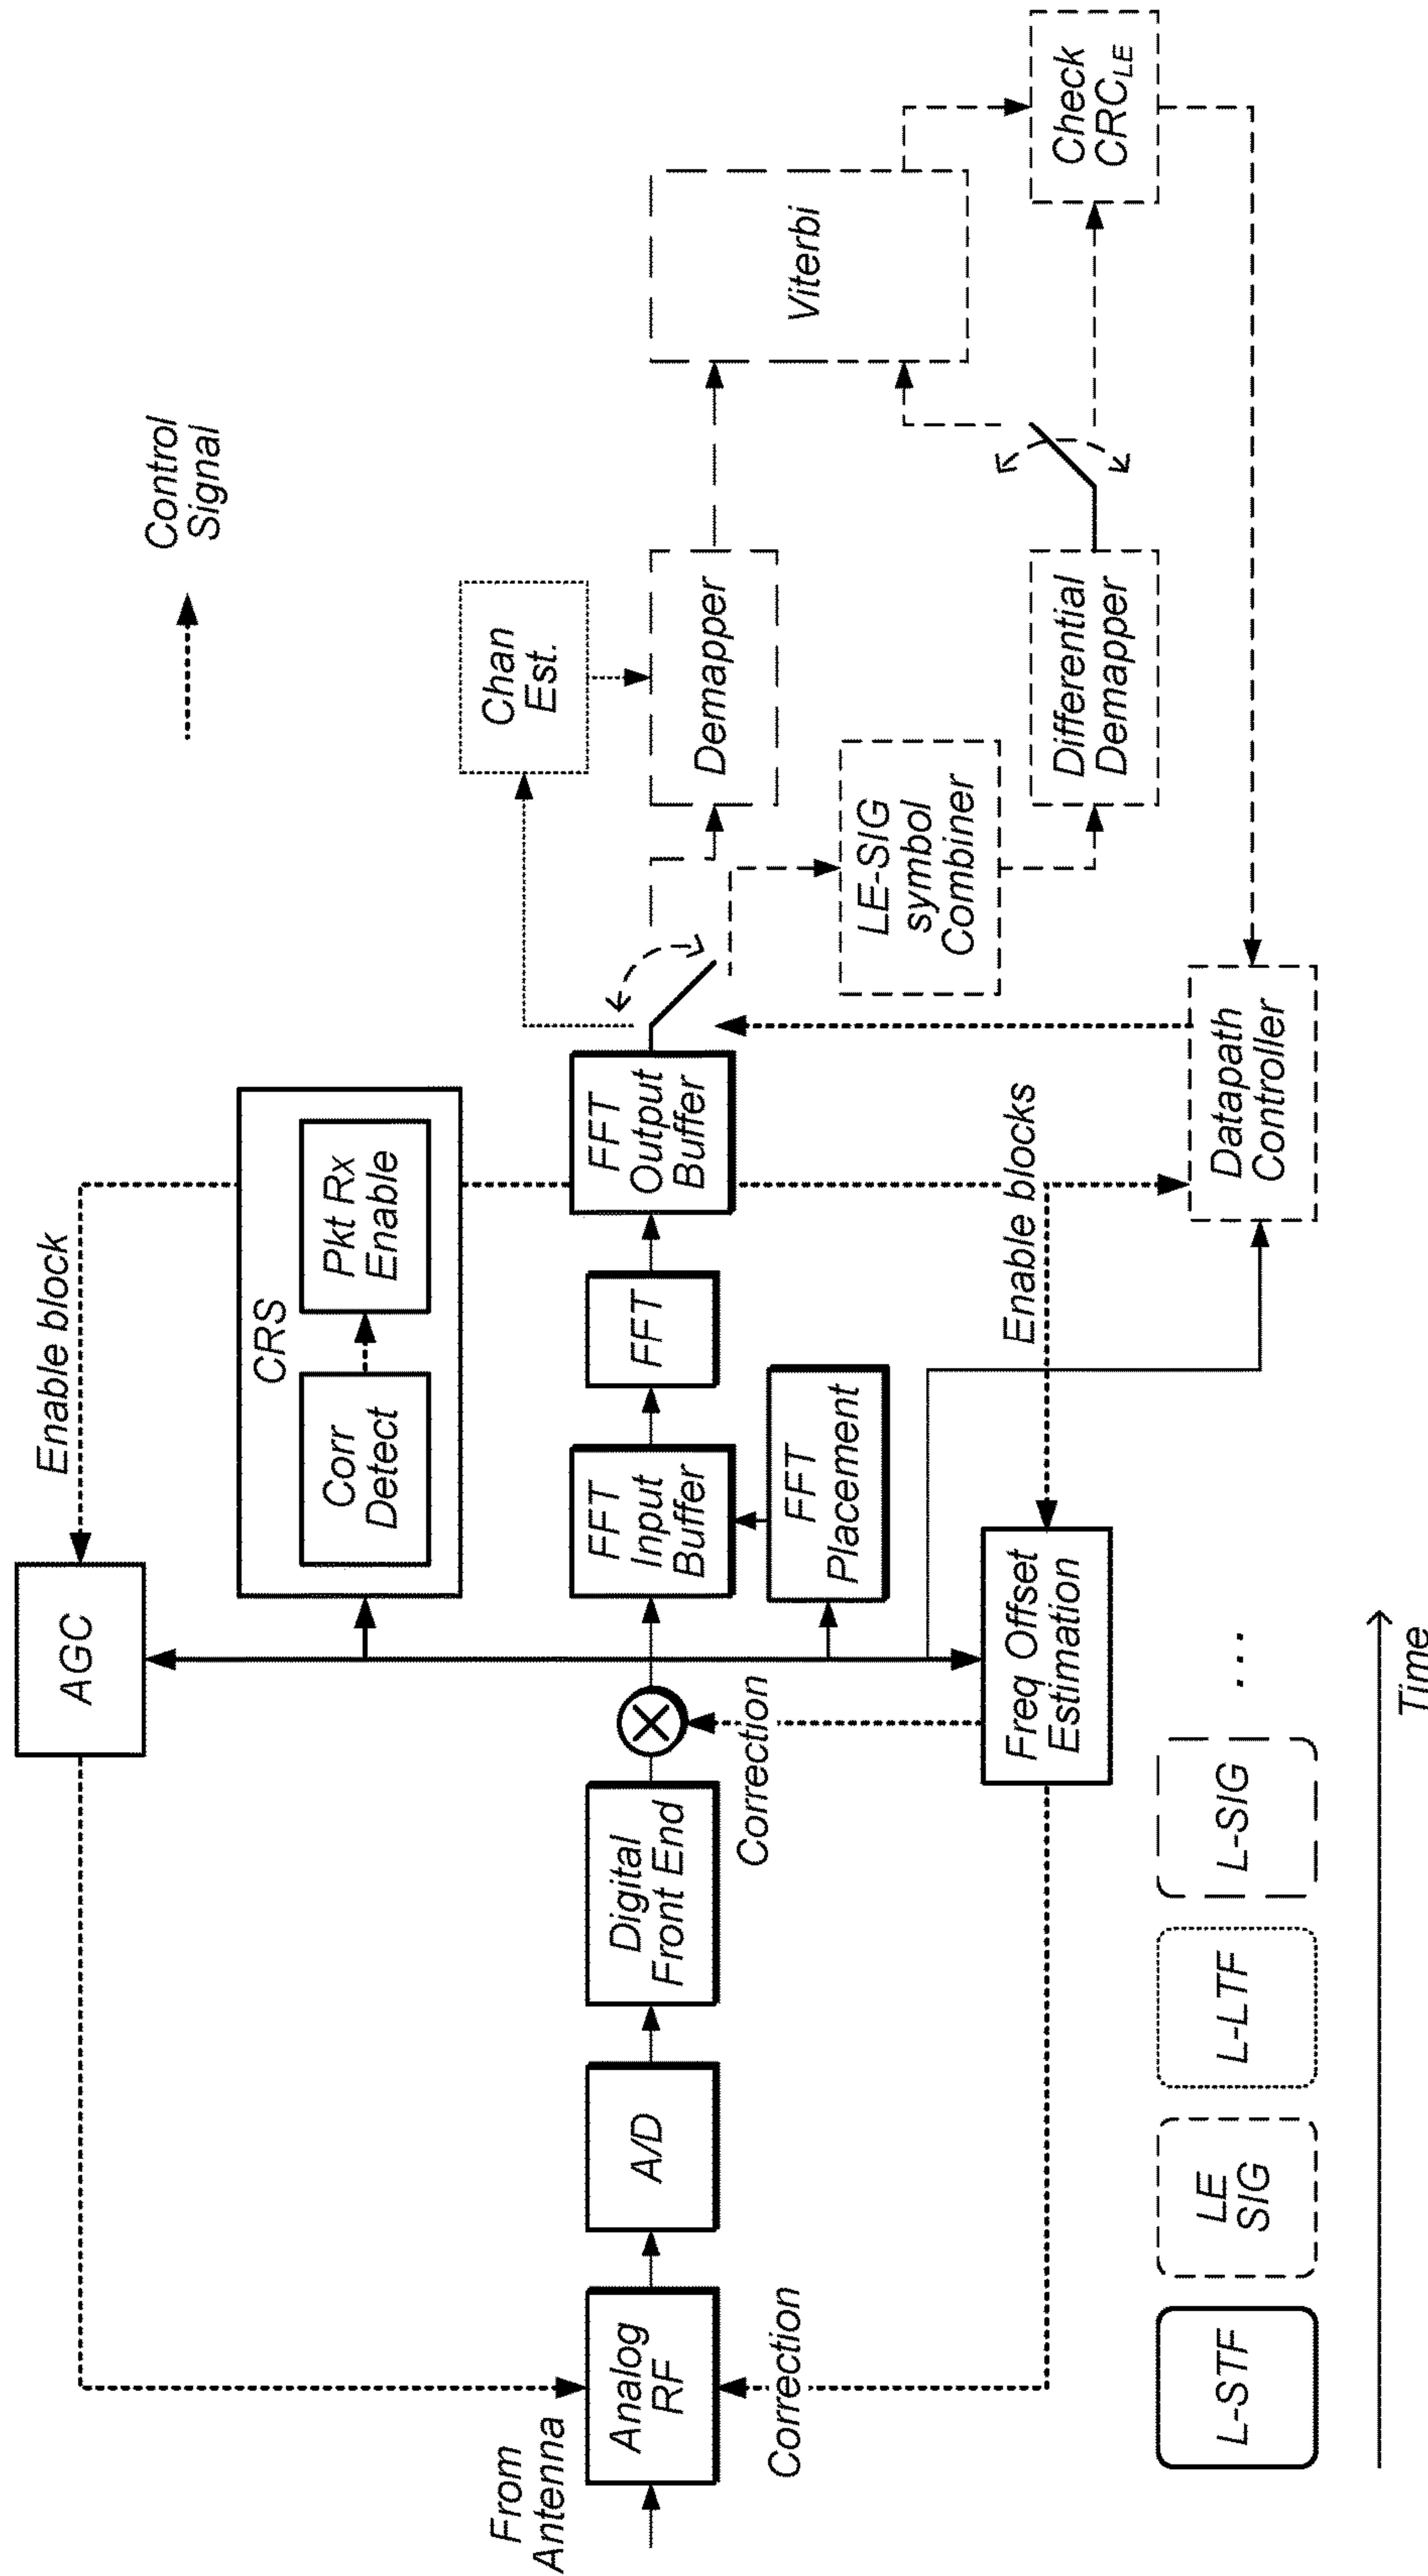 Control
Signal
Enable block
AGC
CRS
Corr
Detect
Pkt Rx
Enable
From
Antenna
Analog
RF
A/D
Digital
Front End
FFT
Input
Buffer
FFT
FFT
Output
Buffer
FFT
Placement
Correction
Correction
Freq Offset
Estimation
Enable blocks
Chan
Est.
Demapper
Viterbi
LE-SIG
symbol
Combiner
Differential
Demapper
Check
CRCLE
Datapath
Controller
L-STF
LE
SIG
L-LTF
L-SIG
...
Time